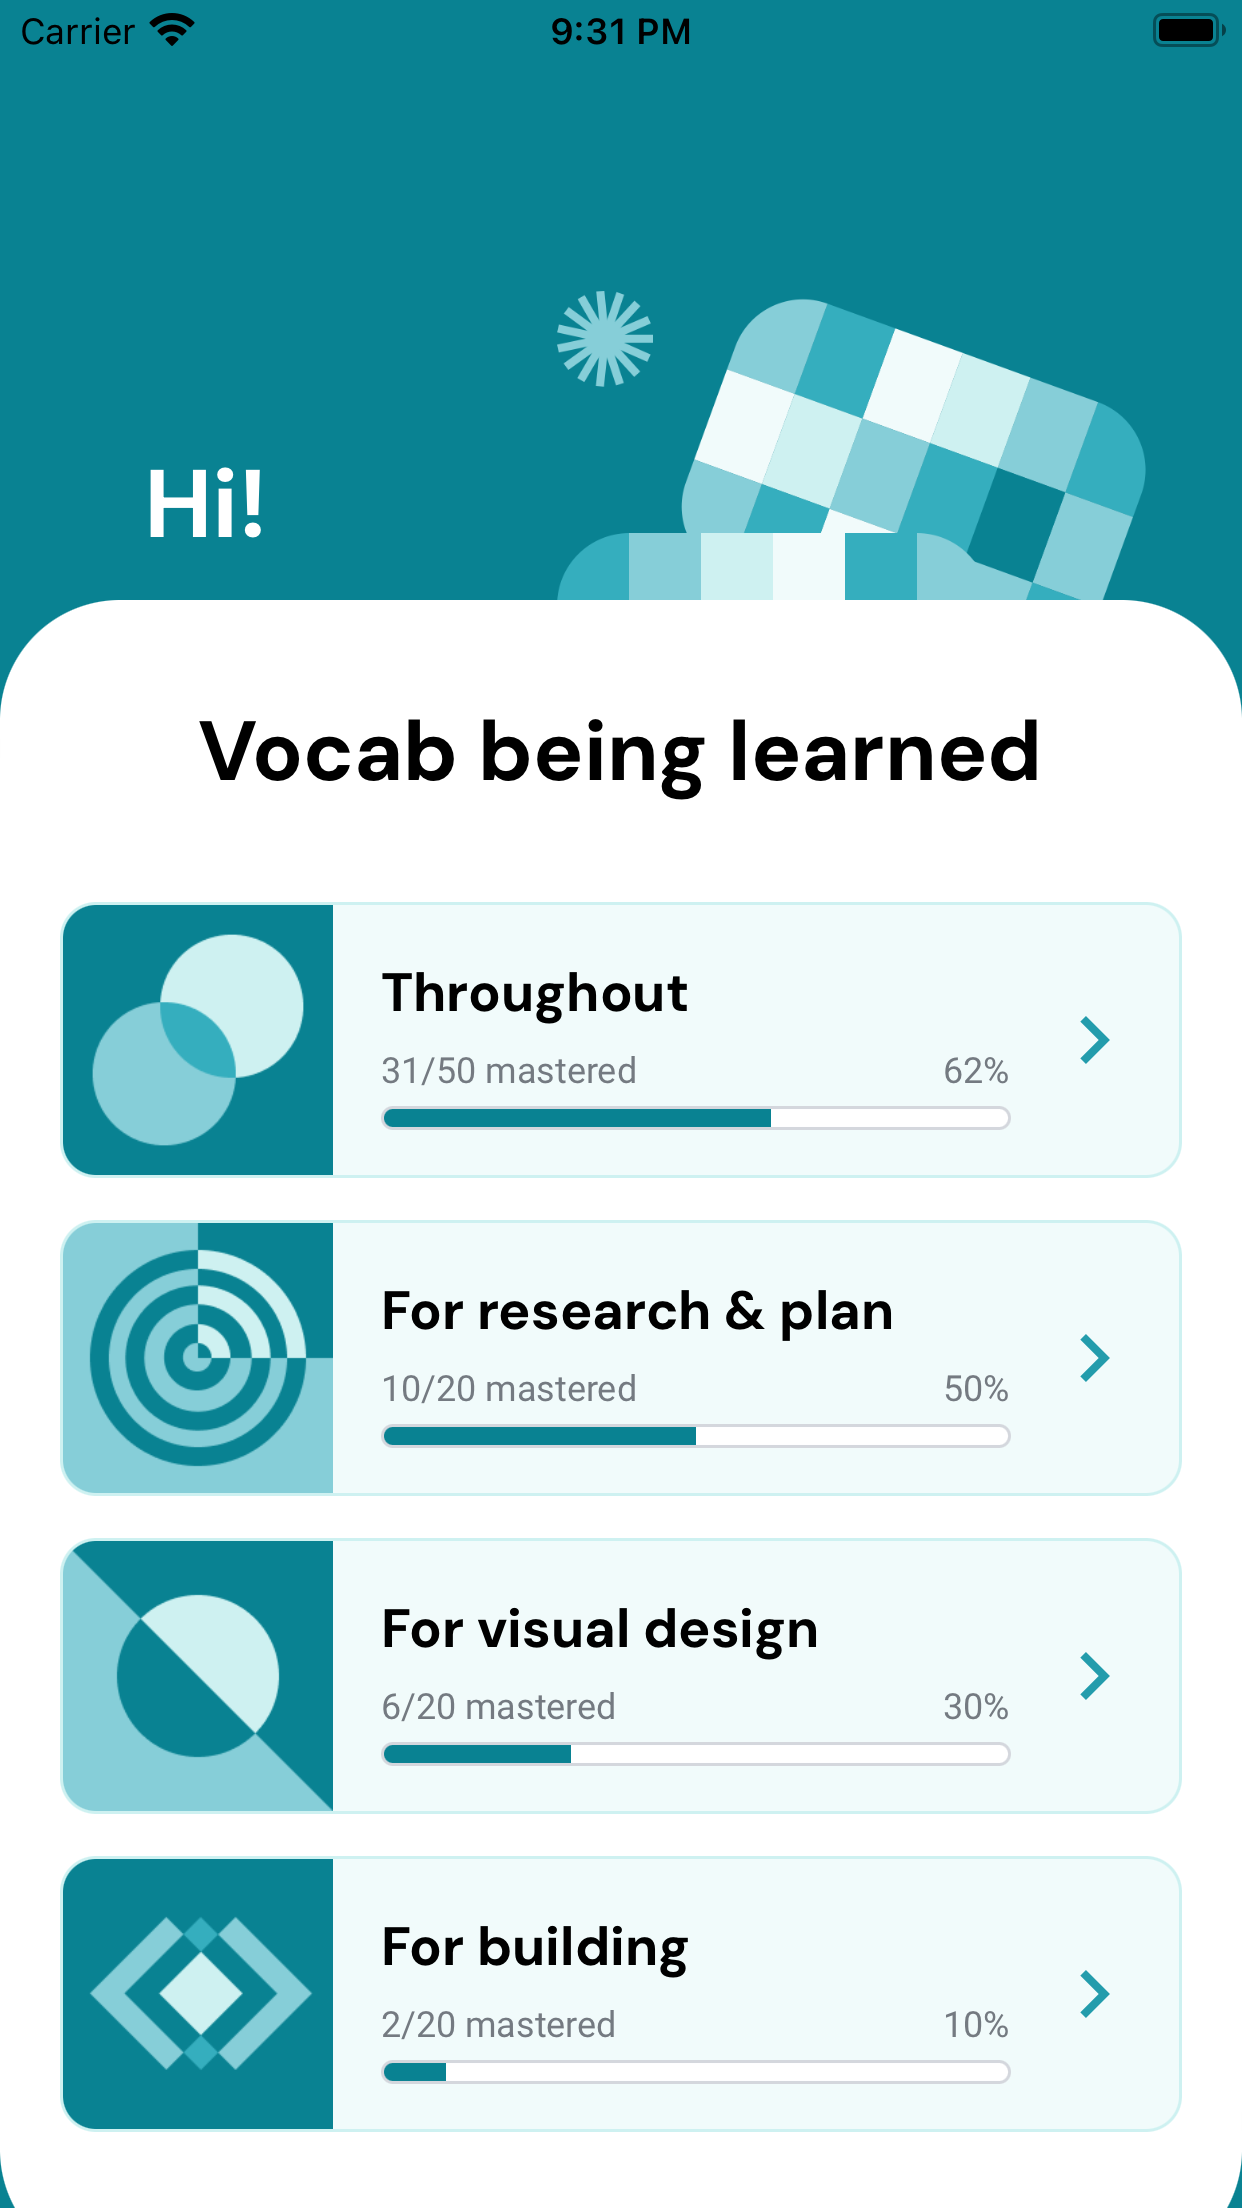 Carrier 9:31 PM
Hi!
Vocab being learned
Throughout
31/50 mastered 62%
For research & plan
10/20 mastered 50%
For visual design
6/20 mastered 30%
For building
2/20 mastered 10%